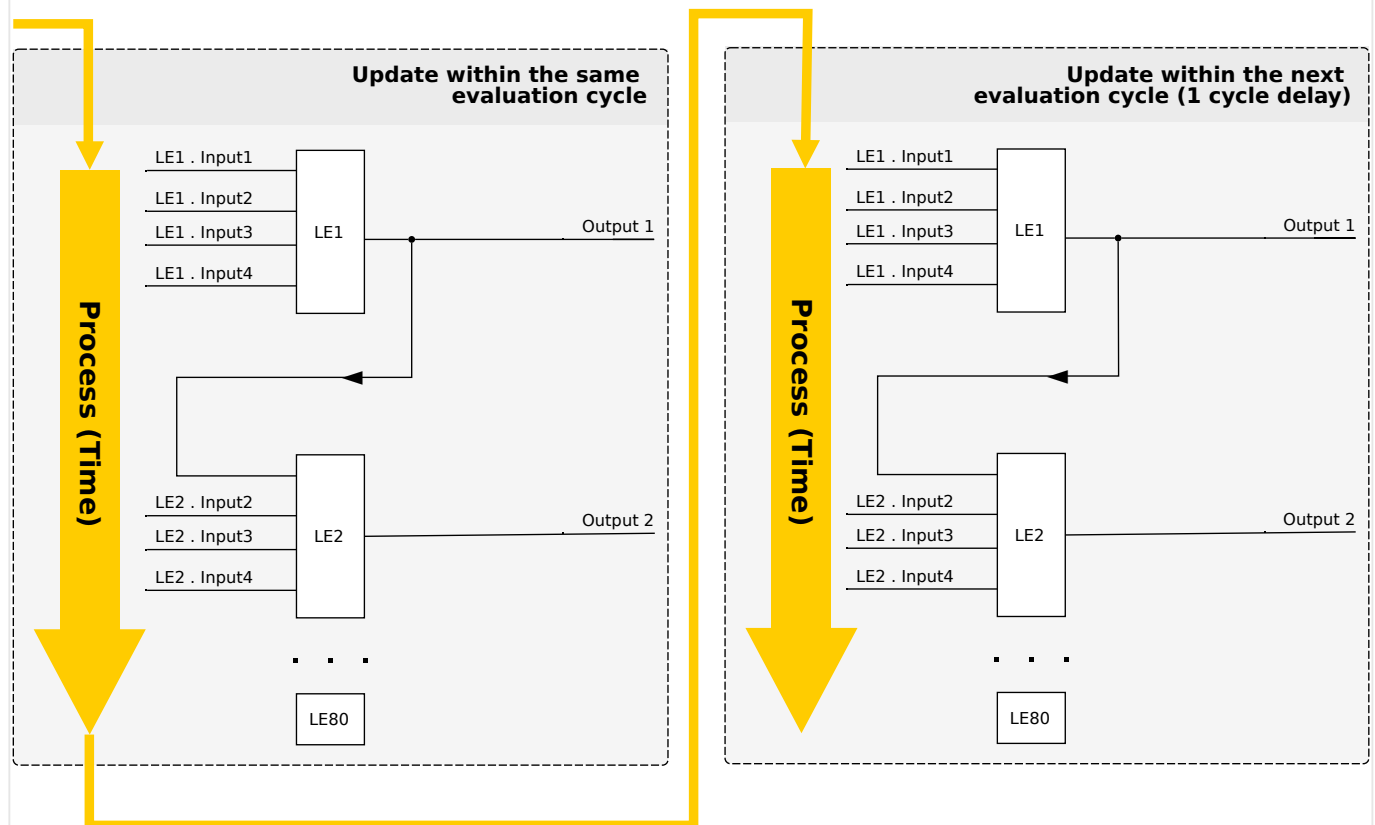 Update within the same
evaluation cycle
LE1 . Input1
LE1 . Input2
LE1 . Input3
LE1 . Input4
LE1
Output 1
Process (Time)
LE2 . Input2
LE2 . Input3
LE2 . Input4
LE2
Output 2
. . .
LE80
Update within the next
evaluation cycle (1 cycle delay)
LE1 . Input1
LE1 . Input2
LE1 . Input3
LE1 . Input4
LE1
Output 1
Process (Time)
LE2 . Input2
LE2 . Input3
LE2 . Input4
LE2
Output 2
. . .
LE80